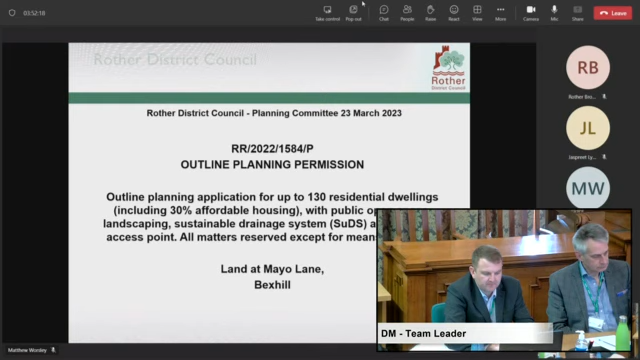 03:52:18
Take control
Pop out
Chat
People
Raise
React
View
More
Camera
Mic
Share
Leave
Rother District Council
Rother
District Council
Rother District Council - Planning Committee 23 March 2023
RR/2022/1584/P
OUTLINE PLANNING PERMISSION
Outline planning application for up to 130 residential dwellings
(including 30% affordable housing), with public op
landscaping, sustainable drainage system (SuDS) a
access point. All matters reserved except for mean
Land at Mayo Lane,
Bexhill
RB
Rother Bro...
JL
Jaspreet Ly...
MW
DM - Team Leader
Matthew Worsley